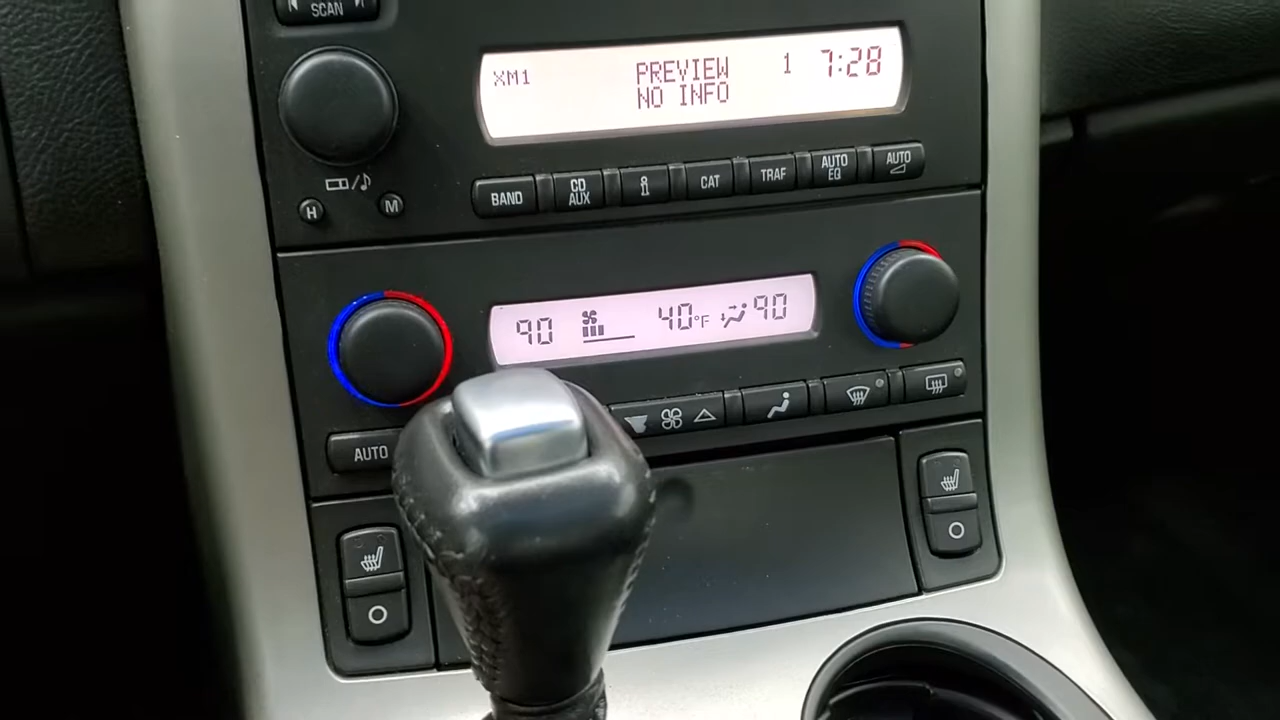 SCAN
XM1 PREVIEW 1 7:28
NO INFO
H M
BAND CD AUX i CAT TRAF AUTO EQ AUTO
90 40°F 90
AUTO